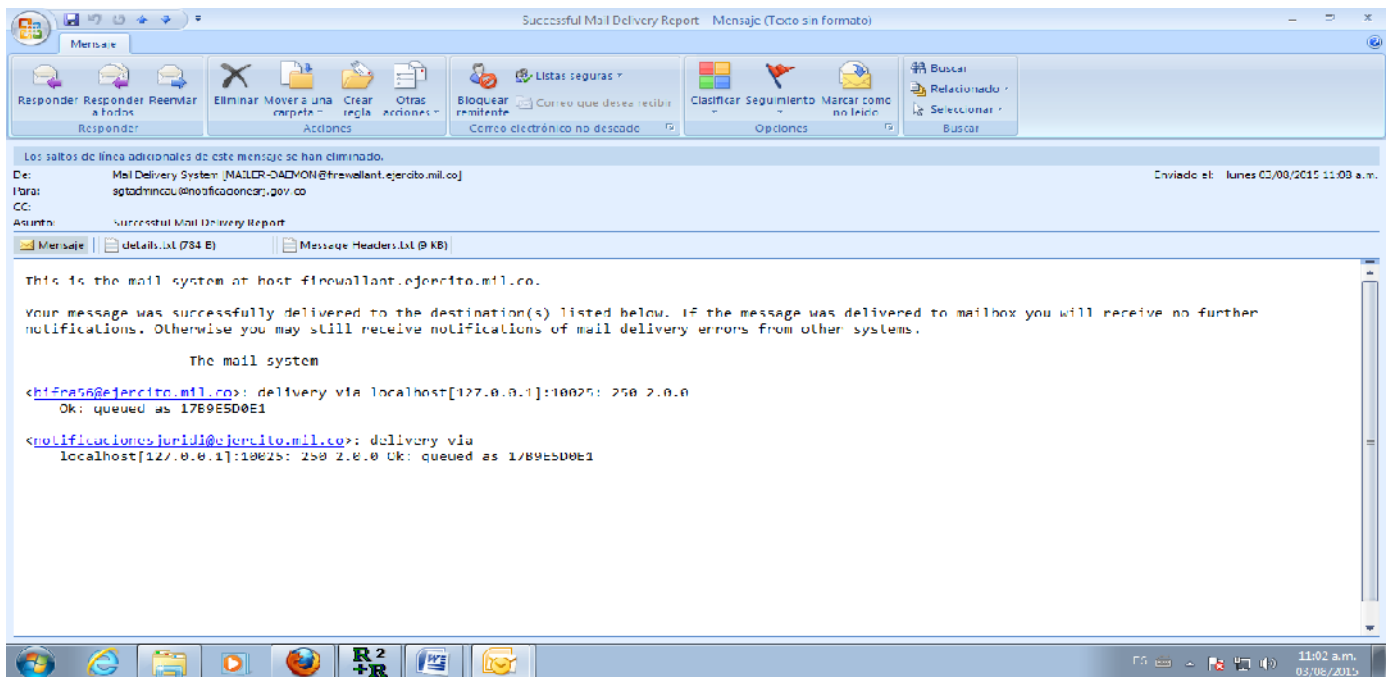 Successful Mail Delivery Report - Mensaje (Texto sin formato)
Mensaje
Responder Responder a todos Reenviar
Responder
Eliminar Mover a una carpeta Crear regla Otras acciones
Acciones
Bloquear remitente Listas seguras Correo que desea recibir
Correo electrónico no deseado
Clasificar Seguimiento Marcar como no leído
Opciones
Buscar
Relacionado
Seleccionar
Buscar
Los saltos de línea adicionales de este mensaje se han eliminado.
De: Mail Delivery System [MAILER-DAEMON@firewallant.ejercito.mil.co]
Enviado el: lunes 03/08/2015 11:03 a.m.
Para: sgtadmincau@notificacionesrj.gov.co
CC:
Asunto: Successful Mail Delivery Report
Mensaje details.txt (784 B) Message Headers.txt (9 KB)
This is the mail system at host firewallant.ejercito.mil.co.
Your message was successfully delivered to the destination(s) listed below. If the message was delivered to mailbox you will receive no further
notifications. Otherwise you may still receive notifications of mail delivery errors from other systems.
The mail system
<bifra56@ejercito.mil.co>: delivery via localhost[127.0.0.1]:10025: 250 2.0.0
Ok: queued as 17B9E5D0E1
<notificacionesjuridi@ejercito.mil.co>: delivery via
localhost[127.0.0.1]:10025: 250 2.0.0 Ok: queued as 17B9E5D0E1
R2+R
ES
11:02 a.m.
03/08/2015